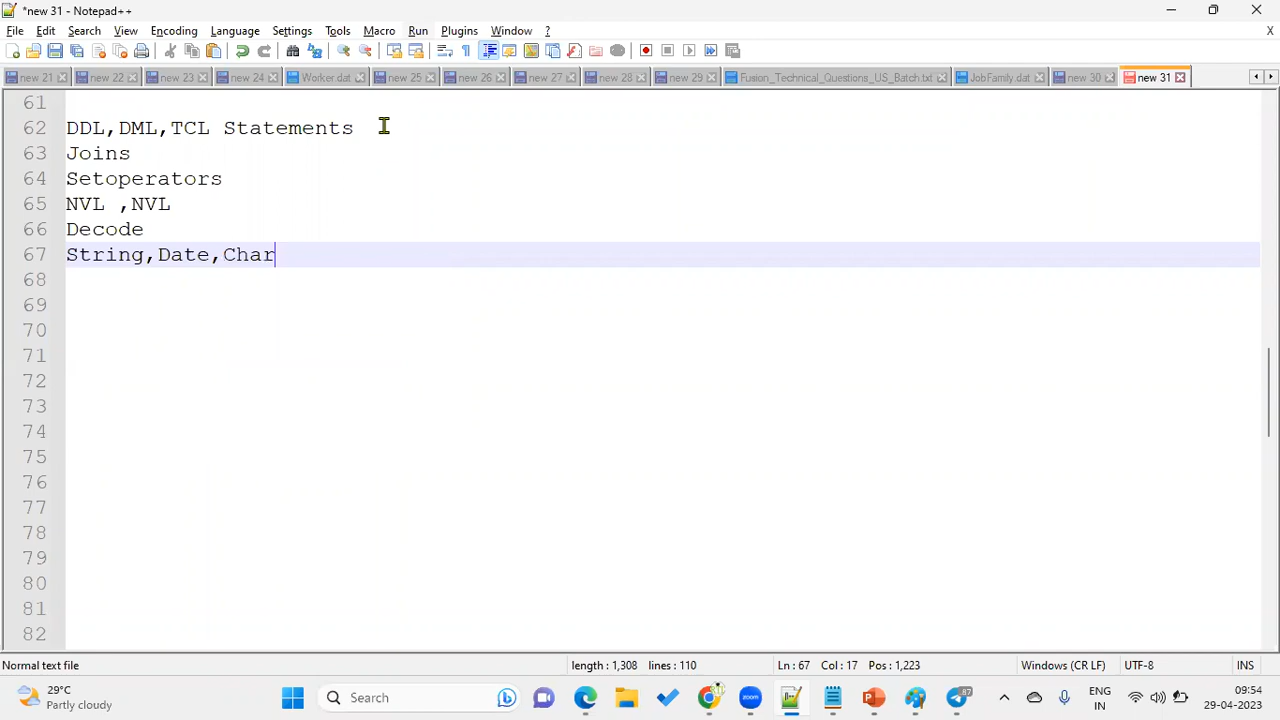 *new 31 - Notepad++
File Edit Search View Encoding Language Settings Tools Macro Run Plugins Window ? X
new 21 new 22 new 23 new 24 Worker.dat new 25 new 26 new 27 new 28 new 29 Fusion_Technical_Questions_US_Batch.txt JobFamily.dat new 30 new 31
61
62 DDL,DML,TCL Statements
63 Joins
64 Setoperators
65 NVL ,NVL
66 Decode
67 String,Date,Char
68
69
70
71
72
73
74
75
76
77
78
79
80
81
82
Normal text file length : 1,308 lines : 110 Ln : 67 Col : 17 Pos : 1,223 Windows (CR LF) UTF-8 INS
29°C
Partly cloudy
Search
zoom
87
ENG
IN
09:54
29-04-2023